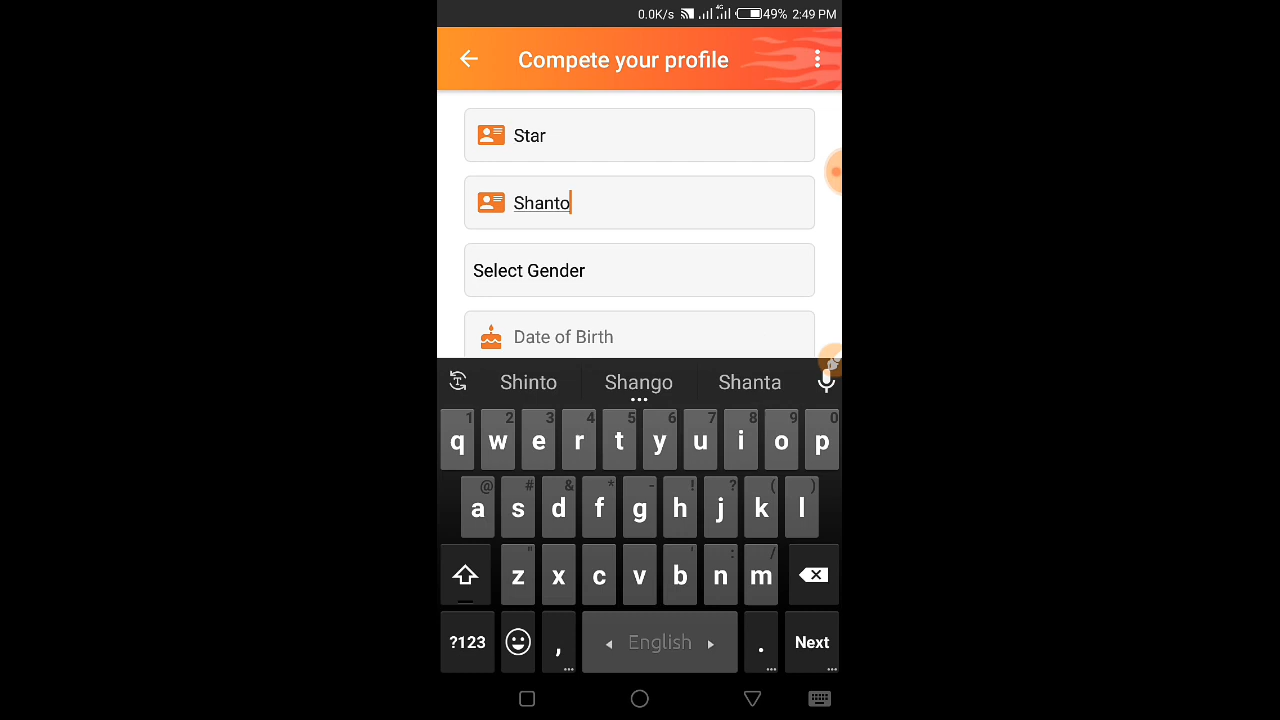 0.0K/s 4G 49% 2:49 PM
Compete your profile
Star
Shanto
Select Gender
Date of Birth
Shinto Shango Shanta
1 2 3 4 5 6 7 8 9 0
q w e r t y u i o p
@ # & * - ! ? ( )
a s d f g h j k l
" ' : /
z x c v b n m
?123 , English . Next